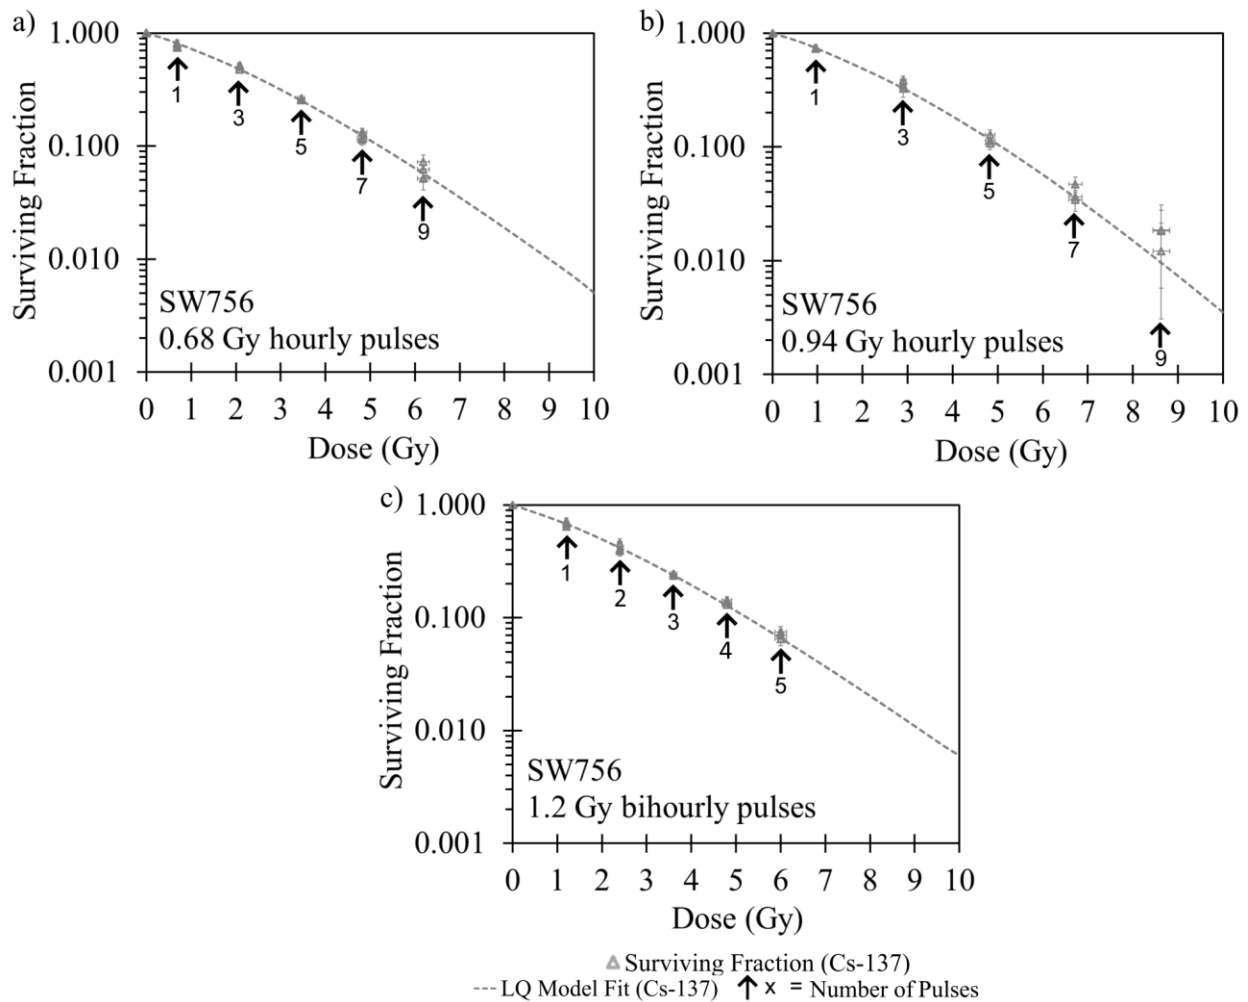 a)
1.000
0.100
0.010
0.001
Surviving Fraction
1
3
5
7
9
SW756
0.68 Gy hourly pulses
0 1 2 3 4 5 6 7 8 9 10
Dose (Gy)
b)
1.000
0.100
0.010
0.001
Surviving Fraction
1
3
5
7
9
SW756
0.94 Gy hourly pulses
0 1 2 3 4 5 6 7 8 9 10
Dose (Gy)
c)
1.000
0.100
0.010
0.001
Surviving Fraction
1
2
3
4
5
SW756
1.2 Gy bihourly pulses
0 1 2 3 4 5 6 7 8 9 10
Dose (Gy)
Surviving Fraction (Cs-137)
LQ Model Fit (Cs-137) x = Number of Pulses